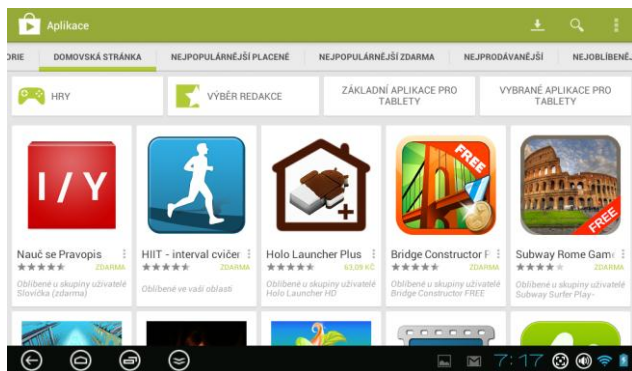 Aplikace
ORIE DOMOVSKÁ STRÁNKA NEJPOPULÁRNĚJŠÍ PLACENÉ NEJPOPULÁRNĚJŠÍ ZDARMA NEJPRODÁVANĚJŠÍ NEJOBLÍBENĚ
HRY
VÝBĚR REDAKCE
ZÁKLADNÍ APLIKACE PRO
TABLETY
VYBRANÉ APLIKACE PRO
TABLETY
I / Y
FREE
FREE
Nauč se Pravopis
ZDARMA
Oblíbené u skupiny uživatelé
Slovíčka (zdarma)
HIIT - interval cvičer
ZDARMA
Oblíbené ve vaší oblasti
Holo Launcher Plus
63,09 KČ
Oblíbené u skupiny uživatelé
Holo Launcher HD
Bridge Constructor F
ZDARMA
Oblíbené u skupiny uživatelé
Bridge Constructor FREE
Subway Rome Game
ZDARMA
Oblíbené u skupiny uživatelé
Subway Surfer Play-
7:17